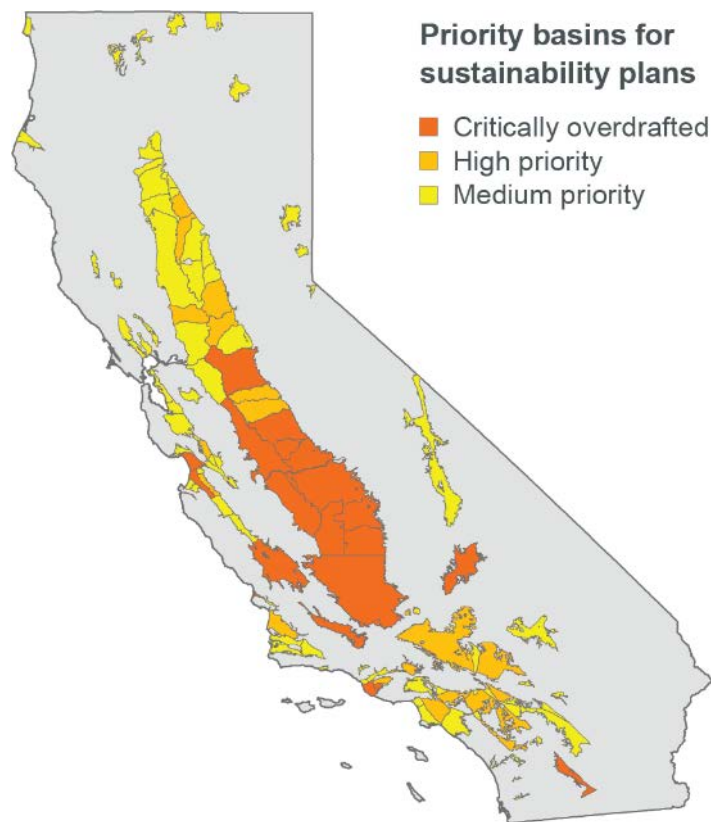 Priority basins for
sustainability plans
Critically overdrafted
High priority
Medium priority